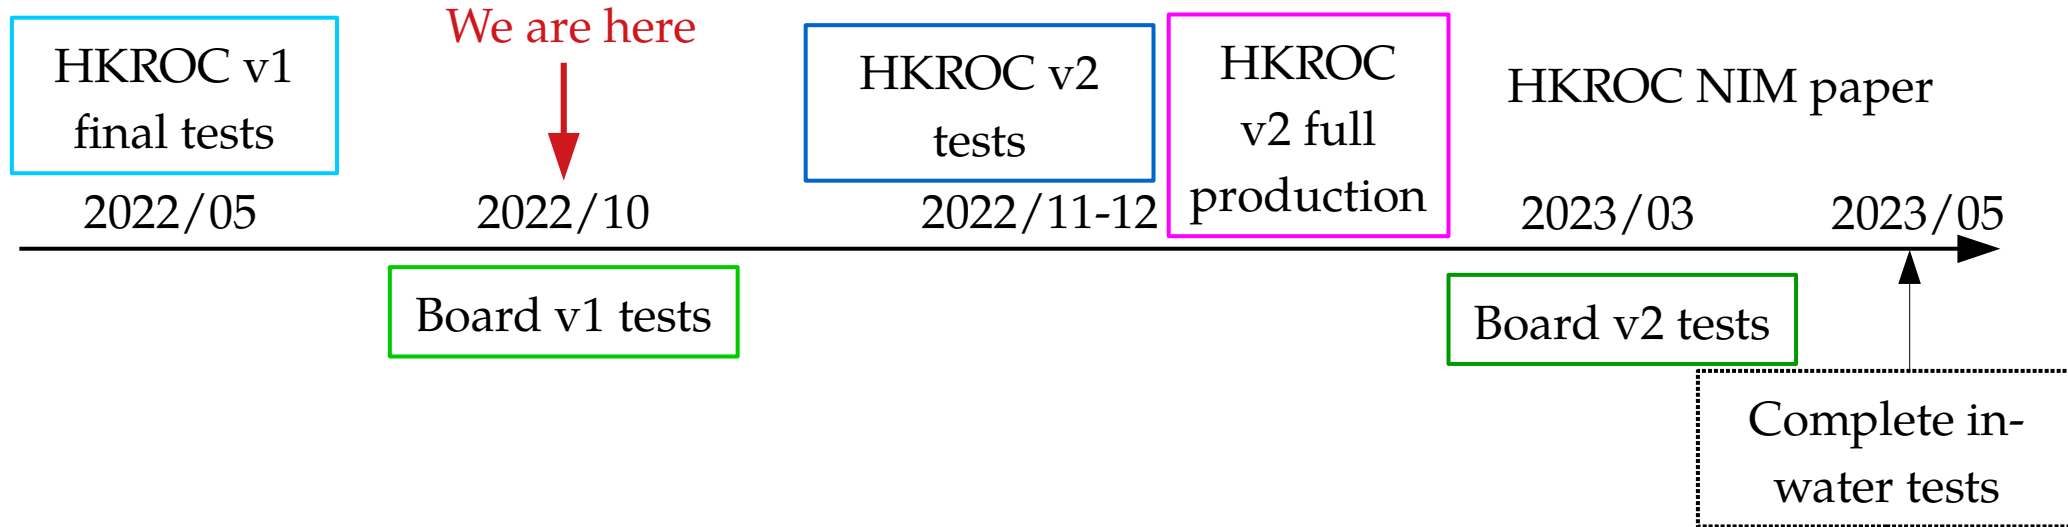 HKROC v1
final tests
We are here
HKROC v2
tests
HKROC
v2 full
production
HKROC NIM paper
2022/05
2022/10
2022/11-12
2023/03
2023/05
Board v1 tests
Board v2 tests
Complete in-
water tests